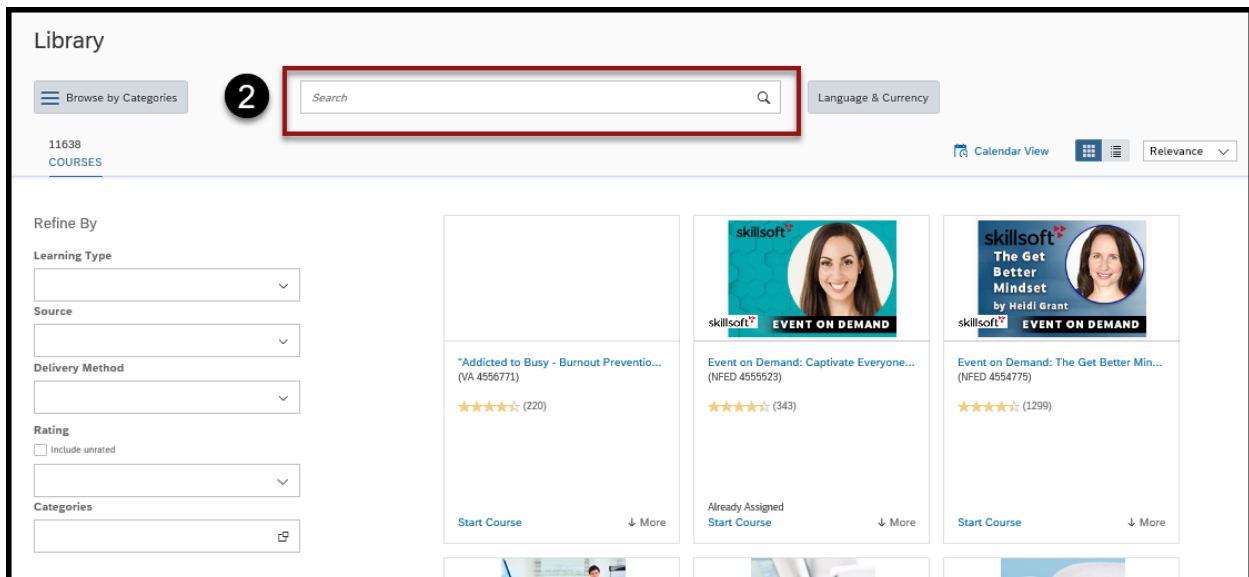 Library
Browse by Categories
2
Search
Language & Currency
11638
COURSES
Calendar View
Relevance
Refine By
Learning Type
Source
Delivery Method
Rating
Include unrated
Categories
"Addicted to Busy - Burnout Preventio...
(VA 4556771)
(220)
Start Course
More
skillsoft
skillsoft
EVENT ON DEMAND
Event on Demand: Captivate Everyone...
(NFED 4555523)
(343)
Already Assigned
Start Course
More
skillsoft
The Get
Better
Mindset
by Heidi Grant
skillsoft
EVENT ON DEMAND
Event on Demand: The Get Better Min...
(NFED 4554775)
(1299)
Start Course
More